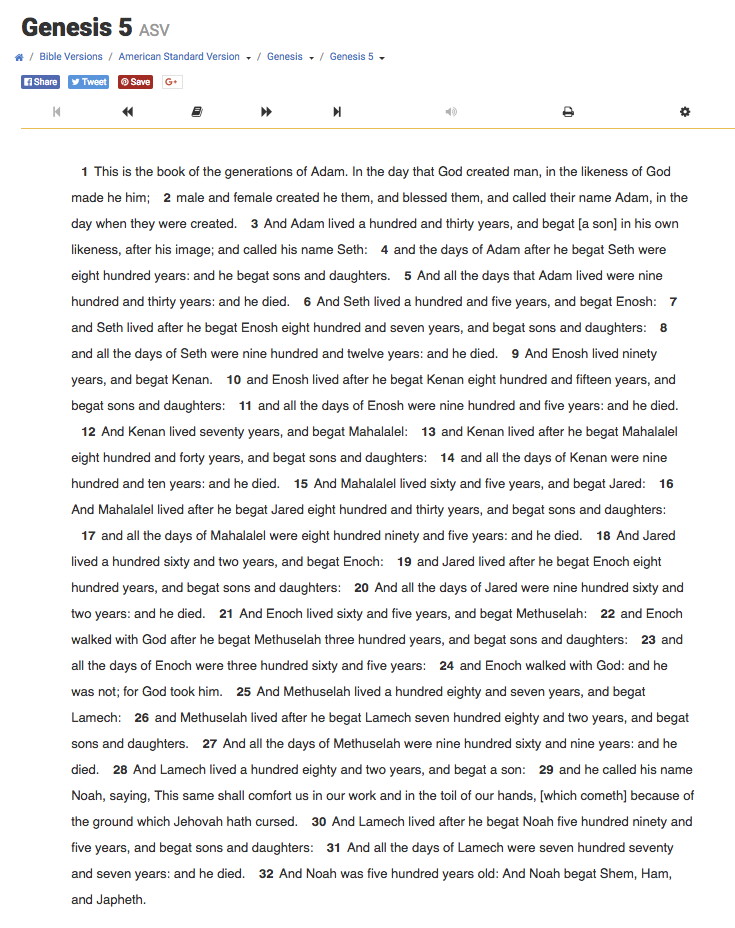 Genesis 5 ASV
/ Bible Versions / American Standard Version / Genesis / Genesis 5
Share Tweet Save G+
1 This is the book of the generations of Adam. In the day that God created man, in the likeness of God
made he him; 2 male and female created he them, and blessed them, and called their name Adam, in the
day when they were created. 3 And Adam lived a hundred and thirty years, and begat [a son] in his own
likeness, after his image; and called his name Seth: 4 and the days of Adam after he begat Seth were
eight hundred years: and he begat sons and daughters. 5 And all the days that Adam lived were nine
hundred and thirty years: and he died. 6 And Seth lived a hundred and five years, and begat Enosh: 7
and Seth lived after he begat Enosh eight hundred and seven years, and begat sons and daughters: 8
and all the days of Seth were nine hundred and twelve years: and he died. 9 And Enosh lived ninety
years, and begat Kenan. 10 and Enosh lived after he begat Kenan eight hundred and fifteen years, and
begat sons and daughters: 11 and all the days of Enosh were nine hundred and five years: and he died.
12 And Kenan lived seventy years, and begat Mahalalel: 13 and Kenan lived after he begat Mahalalel
eight hundred and forty years, and begat sons and daughters: 14 and all the days of Kenan were nine
hundred and ten years: and he died. 15 And Mahalalel lived sixty and five years, and begat Jared: 16
And Mahalalel lived after he begat Jared eight hundred and thirty years, and begat sons and daughters:
17 and all the days of Mahalalel were eight hundred ninety and five years: and he died. 18 And Jared
lived a hundred sixty and two years, and begat Enoch: 19 and Jared lived after he begat Enoch eight
hundred years, and begat sons and daughters: 20 And all the days of Jared were nine hundred sixty and
two years: and he died. 21 And Enoch lived sixty and five years, and begat Methuselah: 22 and Enoch
walked with God after he begat Methuselah three hundred years, and begat sons and daughters: 23 and
all the days of Enoch were three hundred sixty and five years: 24 and Enoch walked with God: and he
was not; for God took him. 25 And Methuselah lived a hundred eighty and seven years, and begat
Lamech: 26 and Methuselah lived after he begat Lamech seven hundred eighty and two years, and begat
sons and daughters. 27 And all the days of Methuselah were nine hundred sixty and nine years: and he
died. 28 And Lamech lived a hundred eighty and two years, and begat a son: 29 and he called his name
Noah, saying, This same shall comfort us in our work and in the toil of our hands, [which cometh] because of
the ground which Jehovah hath cursed. 30 And Lamech lived after he begat Noah five hundred ninety and
five years, and begat sons and daughters: 31 And all the days of Lamech were seven hundred seventy
and seven years: and he died. 32 And Noah was five hundred years old: And Noah begat Shem, Ham,
and Japheth.